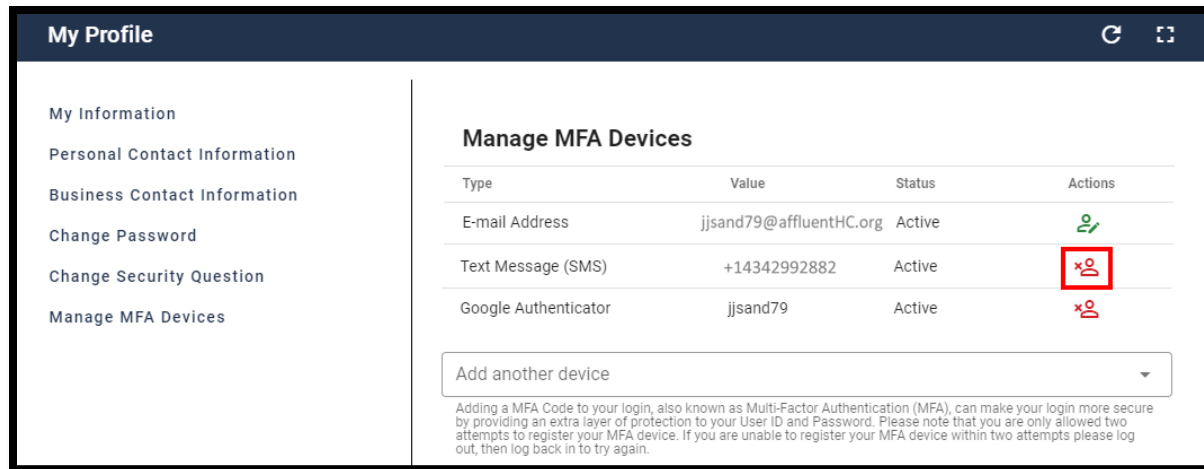 My Profile
My Information
Personal Contact Information
Business Contact Information
Change Password
Change Security Question
Manage MFA Devices
Manage MFA Devices
Type Value Status Actions
E-mail Address jjsand79@affluentHC.org Active
Text Message (SMS) +14342992882 Active
Google Authenticator jjsand79 Active
Add another device
Adding a MFA Code to your login, also known as Multi-Factor Authentication (MFA), can make your login more secure
by providing an extra layer of protection to your User ID and Password. Please note that you are only allowed two
attempts to register your MFA device. If you are unable to register your MFA device within two attempts please log
out, then log back in to try again.